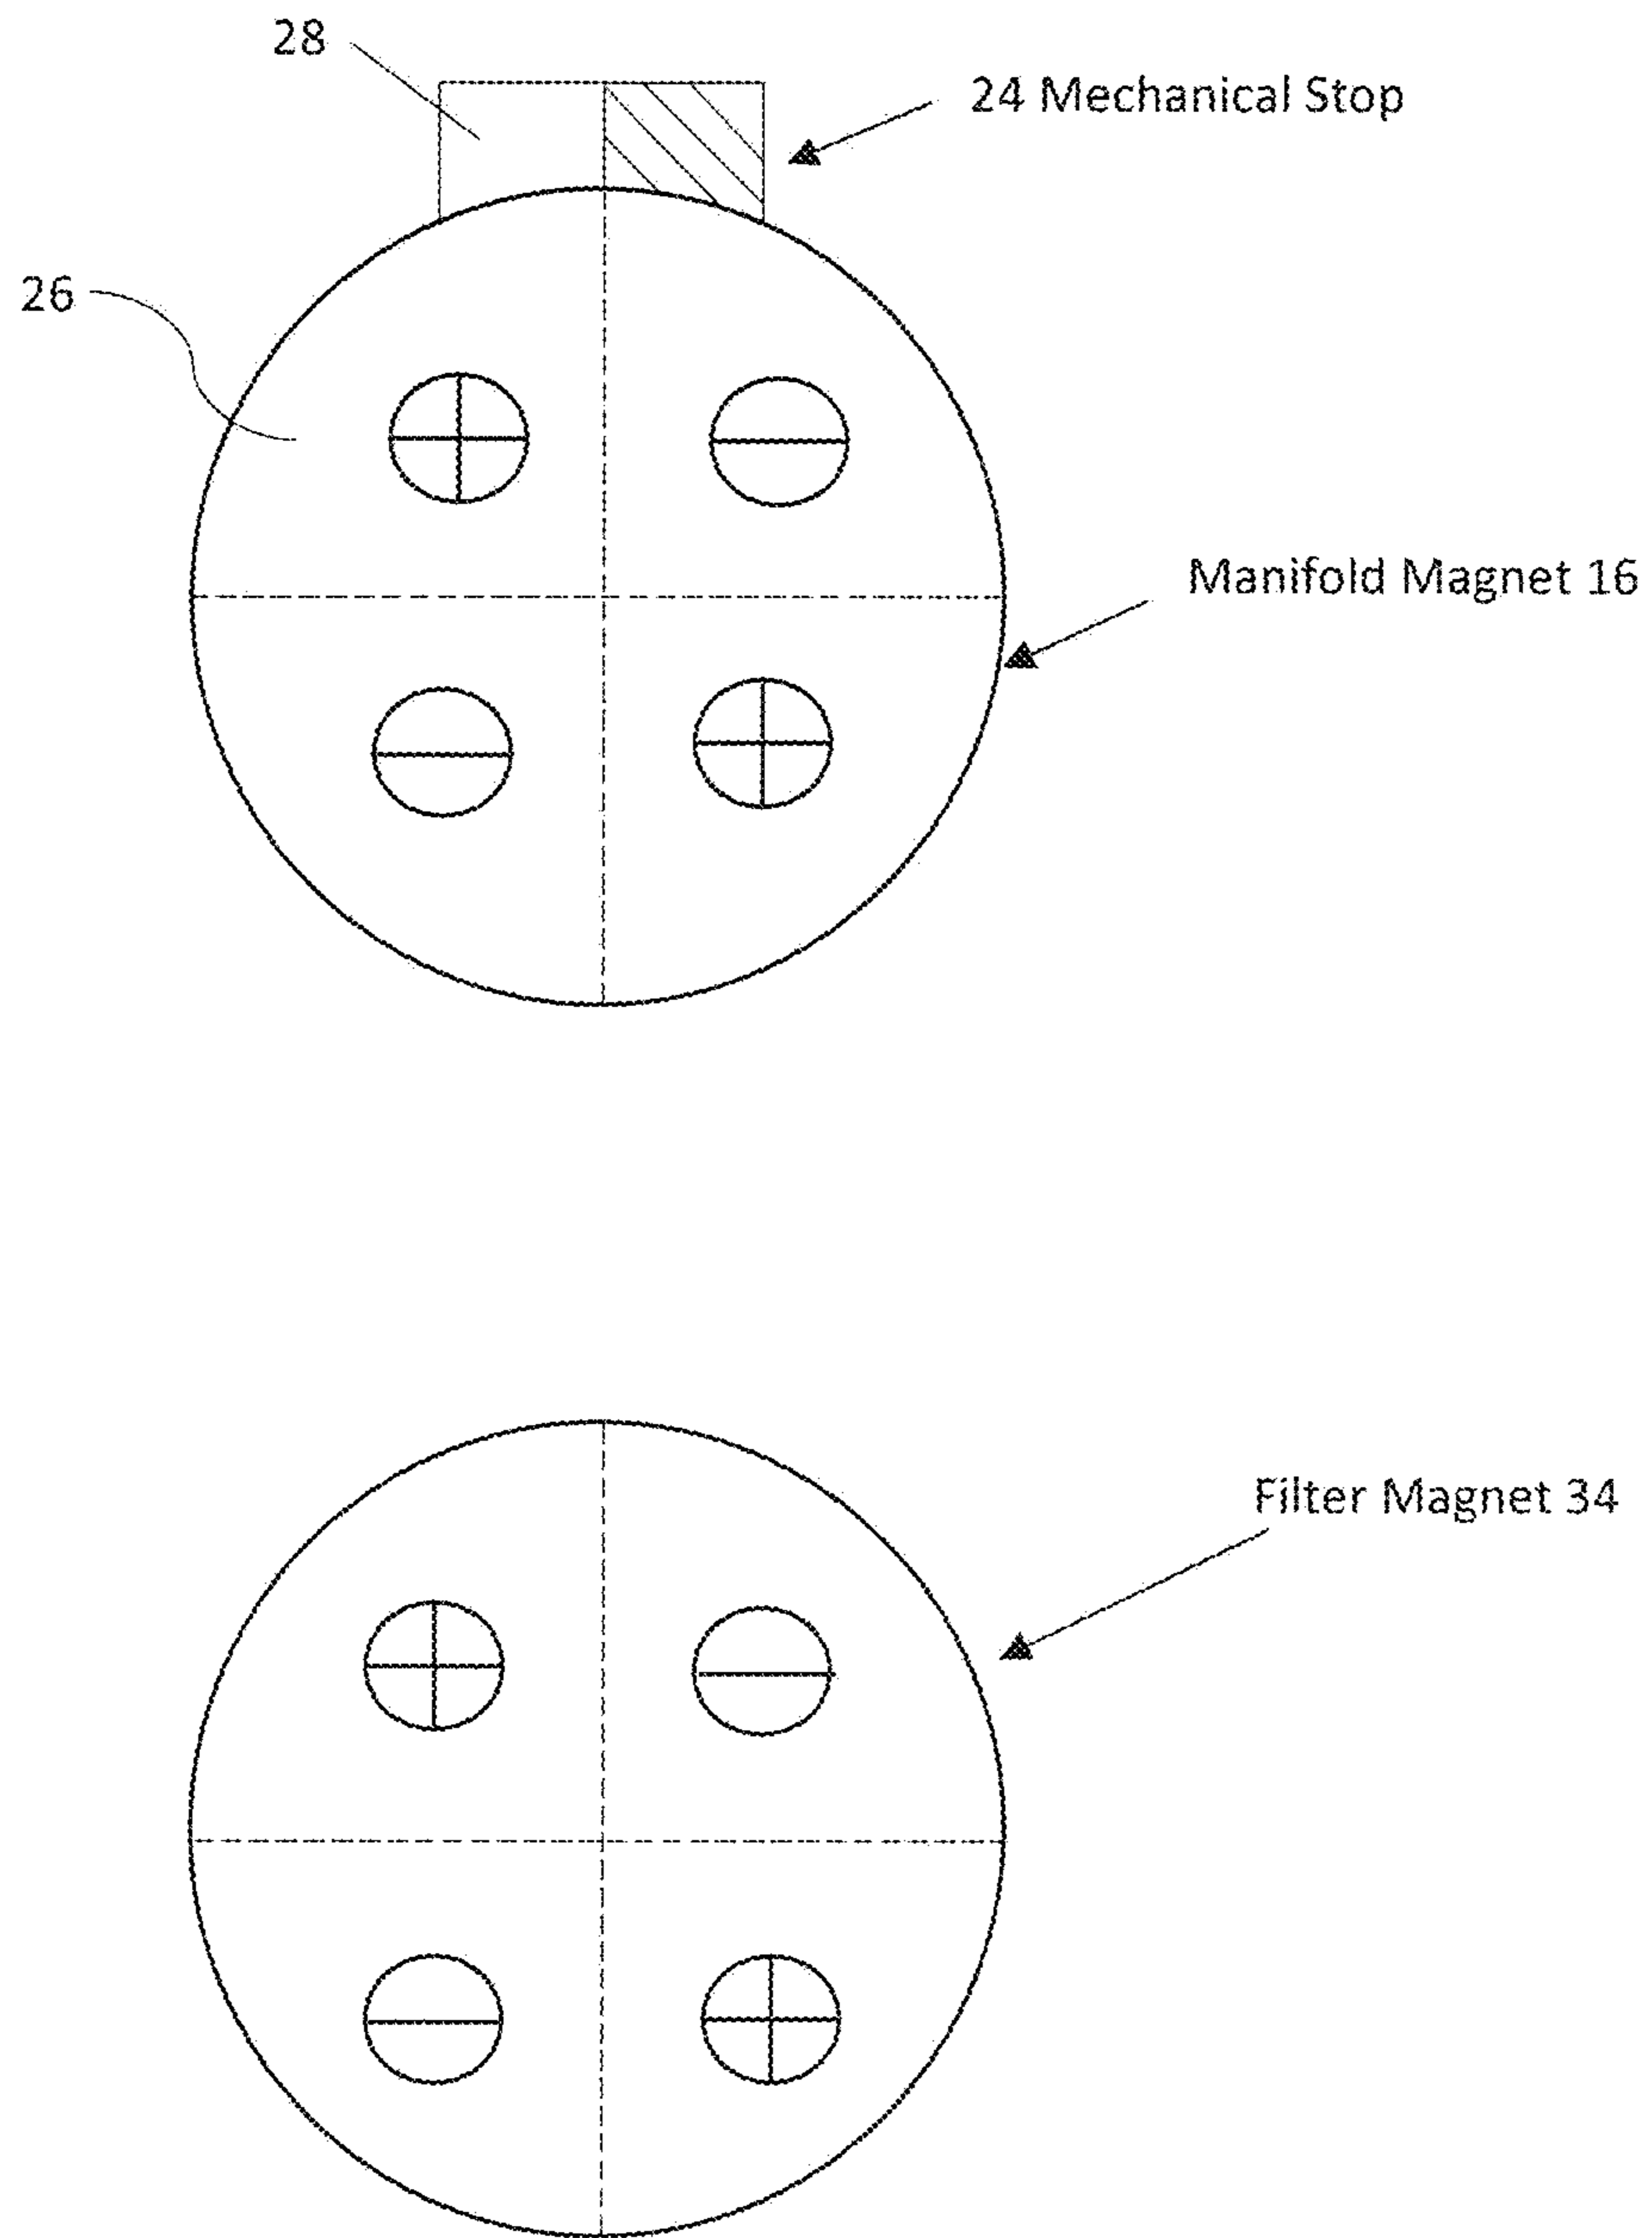 28
24 Mechanical Stop
26
Manifold Magnet 16
Filter Magnet 34